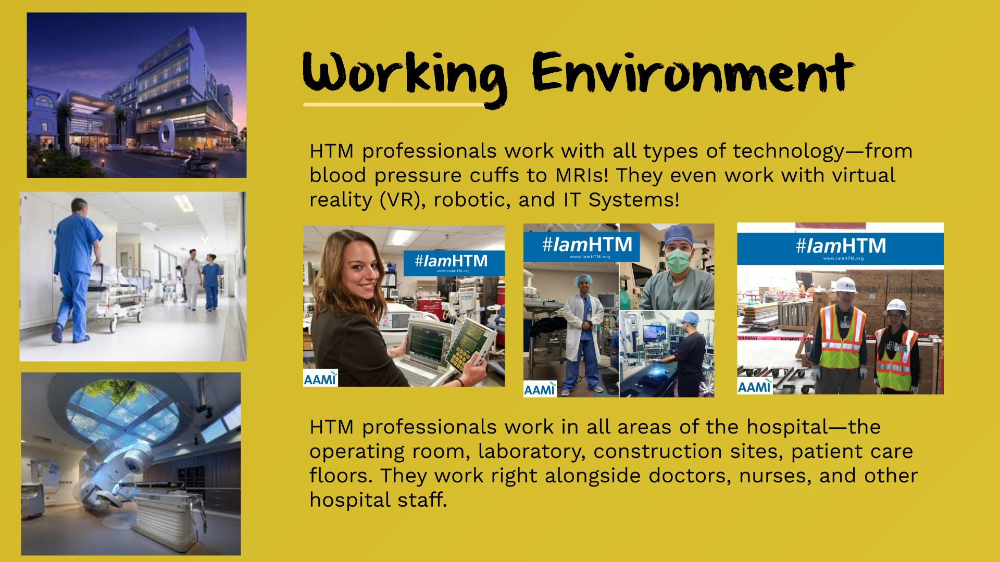 Working Environment
HTM professionals work with all types of technology—from
blood pressure cuffs to MRIs! They even work with virtual
reality (VR), robotic, and IT Systems!
#IamHTM
www.IamHTM.org
AAMI
#IamHTM
www.IamHTM.org
AAMI
#IamHTM
www.IamHTM.org
DANGER
AAMI
HTM professionals work in all areas of the hospital—the
operating room, laboratory, construction sites, patient care
floors. They work right alongside doctors, nurses, and other
hospital staff.